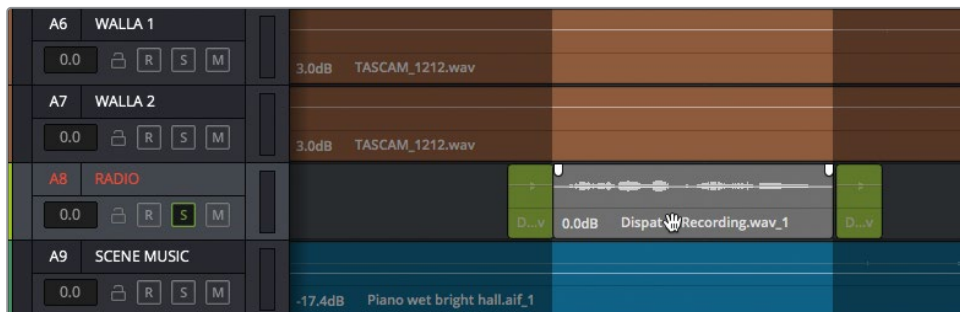 A6 WALLA 1
0.0 R S M 3.0dB TASCAM_1212.wav
A7 WALLA 2
0.0 R S M 3.0dB TASCAM_1212.wav
A8 RADIO
0.0 R S M D...v 0.0dB Dispat Recording.wav_1 D...v
A9 SCENE MUSIC
0.0 R S M -17.4dB Piano wet bright hall.aif_1